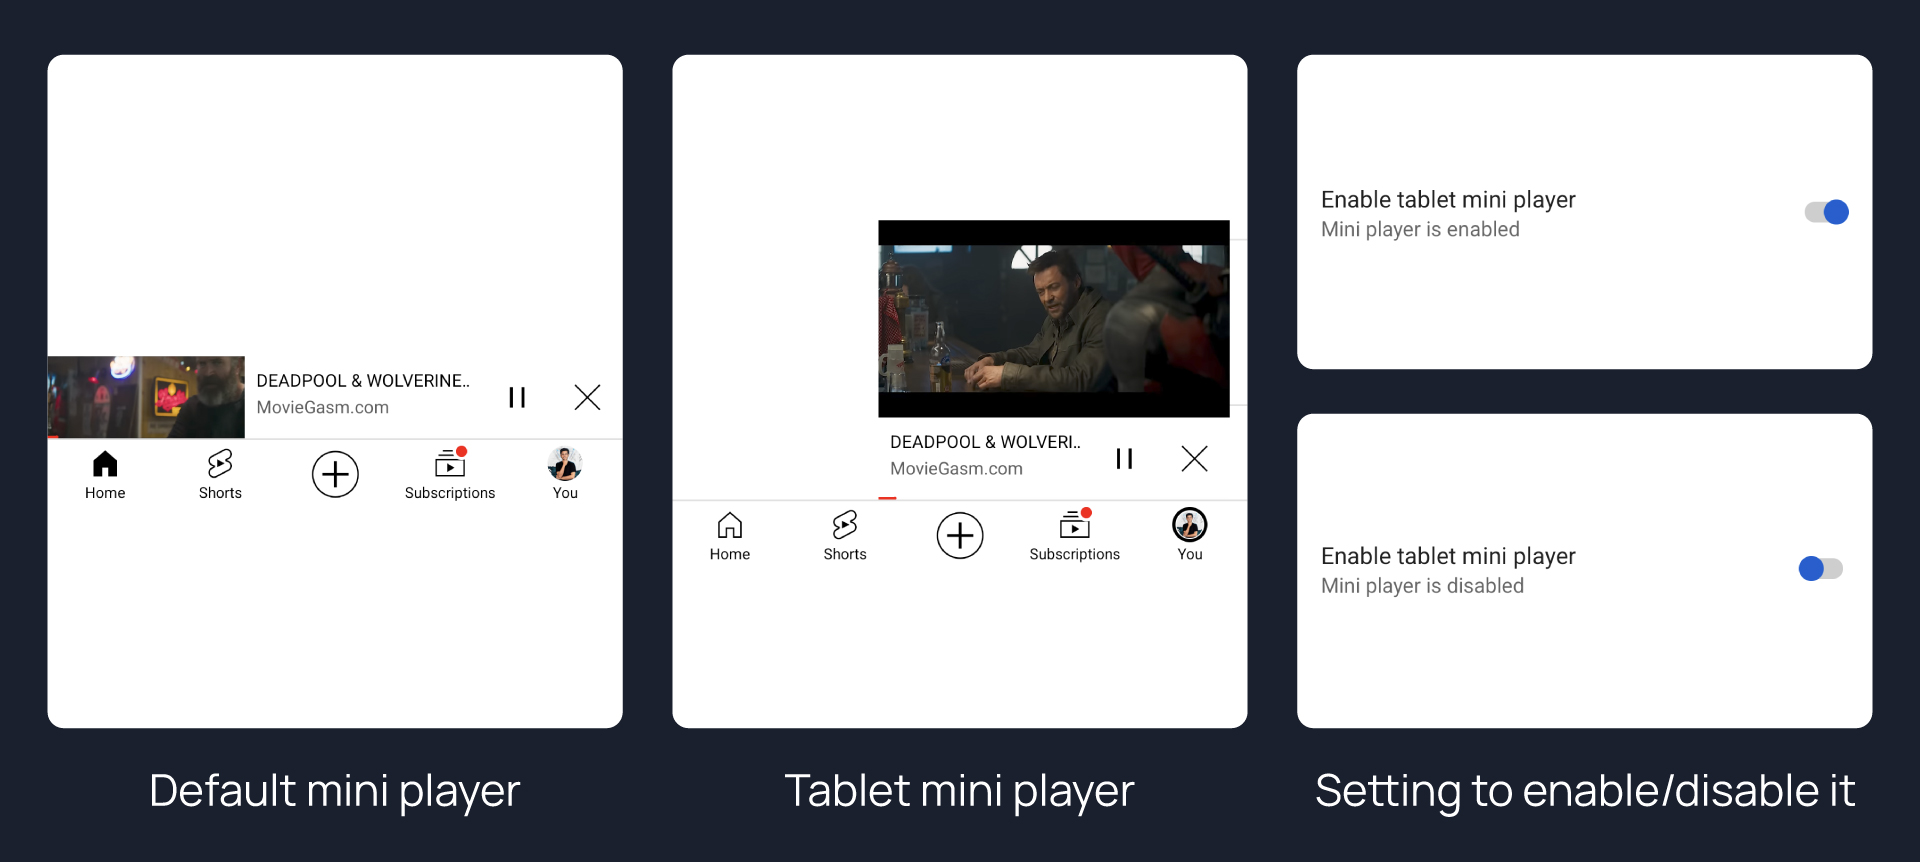 DEADPOOL & WOLVERINE..
MovieGasm.com
Home
Shorts
Subscriptions
You
Default mini player
DEADPOOL & WOLVERI..
MovieGasm.com
Home
Shorts
Subscriptions
You
Tablet mini player
Enable tablet mini player
Mini player is enabled
Enable tablet mini player
Mini player is disabled
Setting to enable/disable it